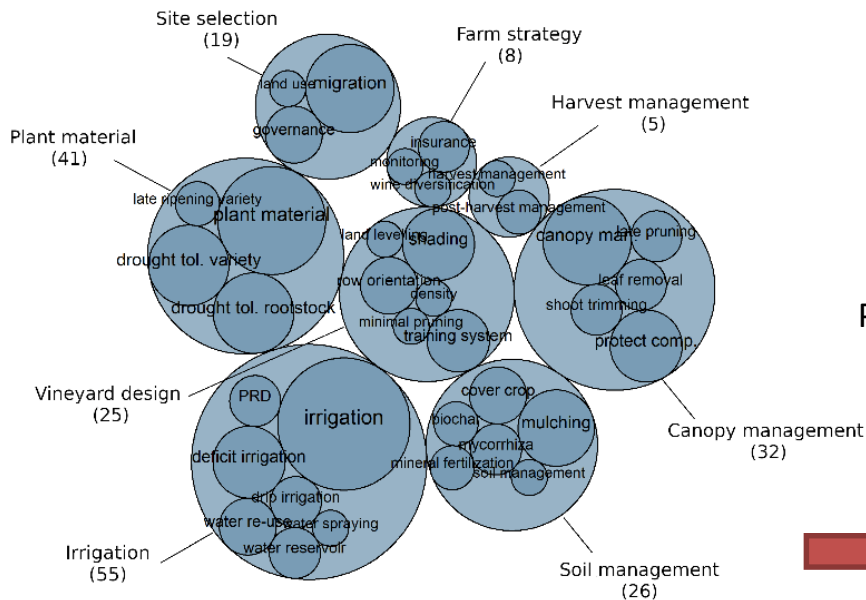 Site selection
(19)
Farm strategy
(8)
land use
migration
governance
insurance
monitoring
wine diversification
Harvest management
(5)
harvest management
post-harvest management
Plant material
(41)
late ripening variety
plant material
drought tol. variety
drought tol. rootstock
land levelling
shading
row orientation
density
minimal pruning
training system
canopy man.
late pruning
leaf removal
shoot trimming
protect comp.
Vineyard design
(25)
PRD
irrigation
deficit irrigation
drip irrigation
water re-use
water spraying
water reservoir
cover crop
biochar
mulching
mycorrhiza
mineral fertilization
soil management
Canopy management
(32)
Irrigation
(55)
Soil management
(26)